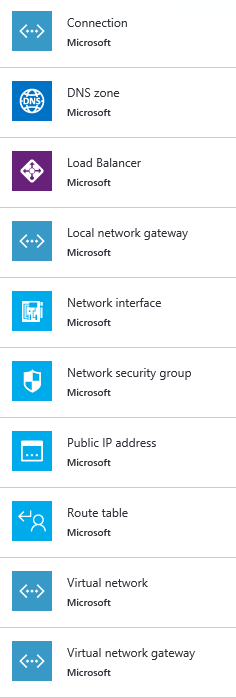 Connection
Microsoft
DNS
DNS zone
Microsoft
Load Balancer
Microsoft
Local network gateway
Microsoft
Network interface
Microsoft
Network security group
Microsoft
Public IP address
Microsoft
Route table
Microsoft
Virtual network
Microsoft
Virtual network gateway
Microsoft